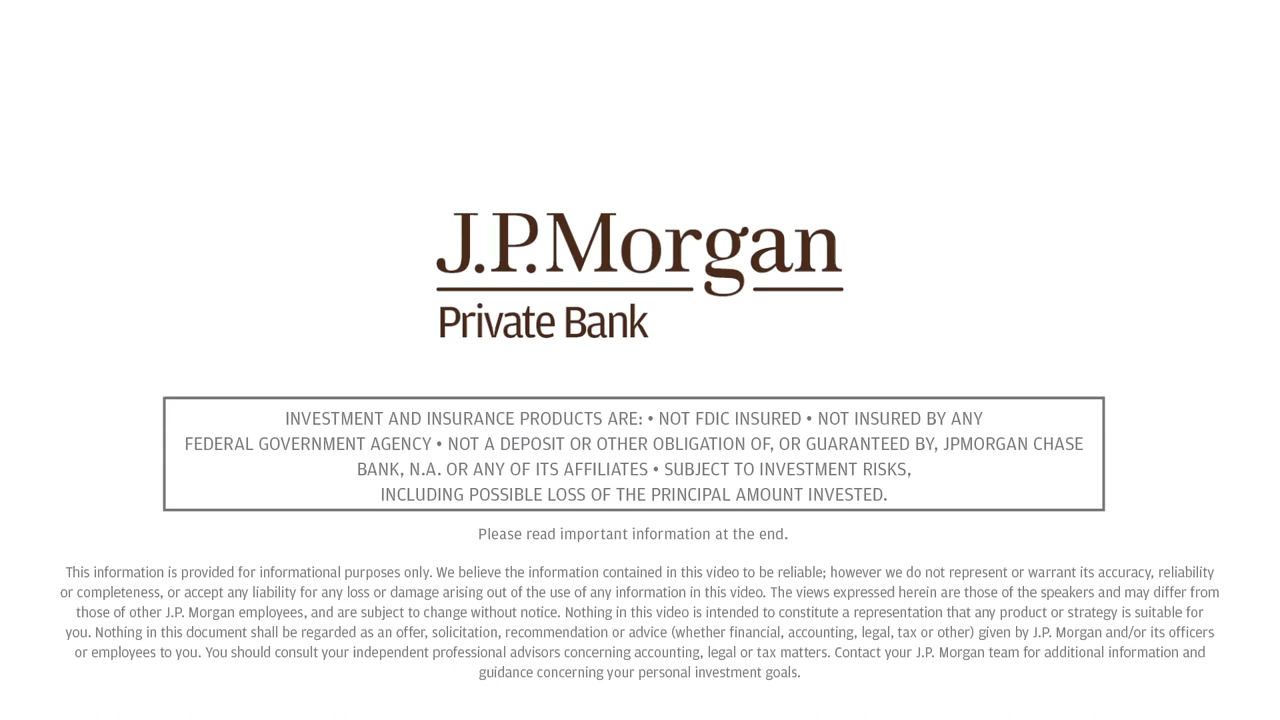 J.P.Morgan
Private Bank
INVESTMENT AND INSURANCE PRODUCTS ARE: • NOT FDIC INSURED • NOT INSURED BY ANY
FEDERAL GOVERNMENT AGENCY • NOT A DEPOSIT OR OTHER OBLIGATION OF, OR GUARANTEED BY, JPMORGAN CHASE
BANK, N.A. OR ANY OF ITS AFFILIATES • SUBJECT TO INVESTMENT RISKS,
INCLUDING POSSIBLE LOSS OF THE PRINCIPAL AMOUNT INVESTED.
Please read important information at the end.
This information is provided for informational purposes only. We believe the information contained in this video to be reliable; however we do not represent or warrant its accuracy, reliability
or completeness, or accept any liability for any loss or damage arising out of the use of any information in this video. The views expressed herein are those of the speakers and may differ from
those of other J.P. Morgan employees, and are subject to change without notice. Nothing in this video is intended to constitute a representation that any product or strategy is suitable for
you. Nothing in this document shall be regarded as an offer, solicitation, recommendation or advice (whether financial, accounting, legal, tax or other) given by J.P. Morgan and/or its officers
or employees to you. You should consult your independent professional advisors concerning accounting, legal or tax matters. Contact your J.P. Morgan team for additional information and
guidance concerning your personal investment goals.